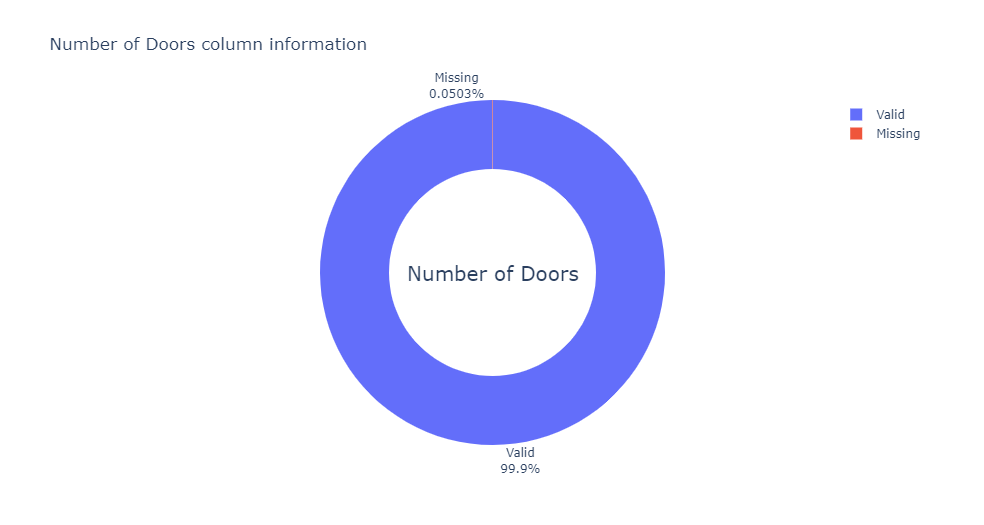 Number of Doors column information
Missing
0.0503%
Valid
Missing
Number of Doors
Valid
99.9%